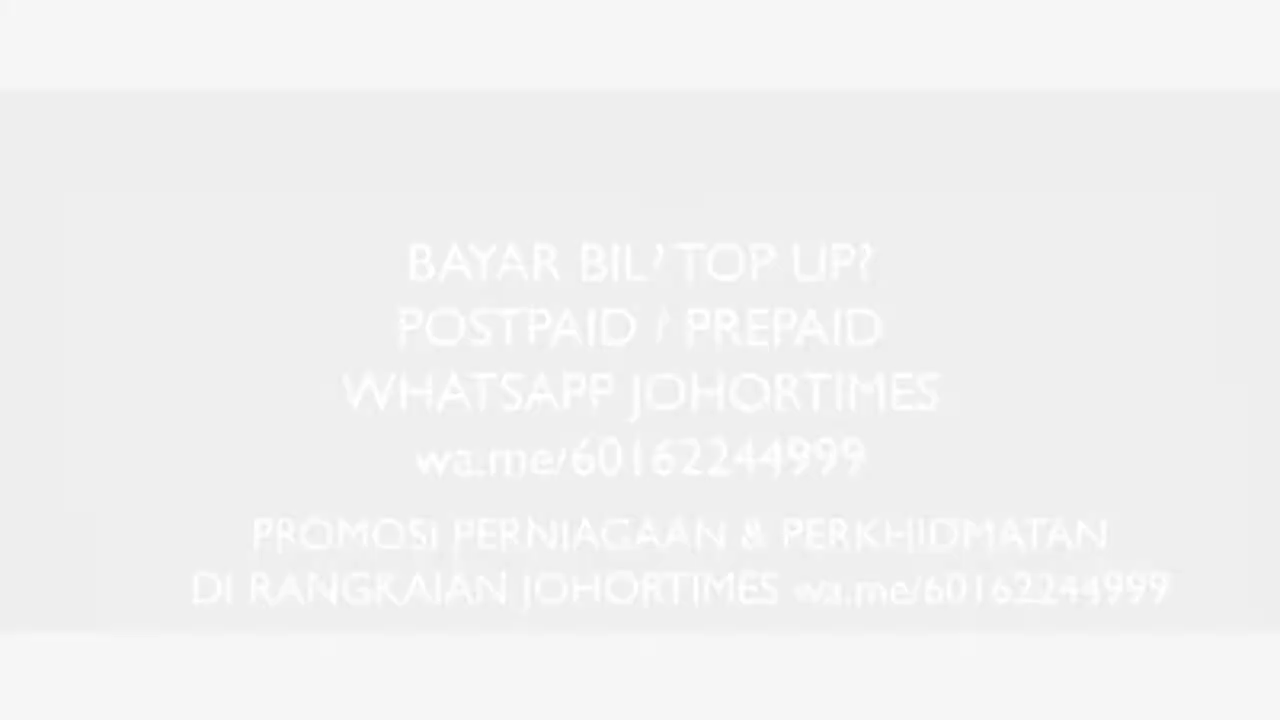 BAYAR BIL? TOP UP?
POSTPAID / PREPAID
WHATSAPP JOHORTIMES
wa.me/60162244999
PROMOSI PERNIAGAAN & PERKHIDMATAN
DI RANGKAIAN JOHORTIMES wa.me/60162244999